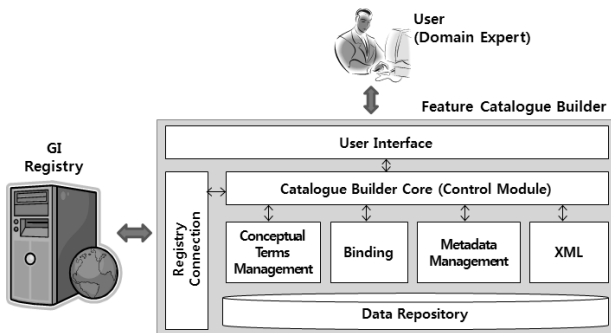 User
(Domain Expert)
Feature Catalogue Builder
GI
Registry
User Interface
Registry
Connection
Catalogue Builder Core (Control Module)
Conceptual
Terms
Management
Binding
Metadata
Management
XML
Data Repository